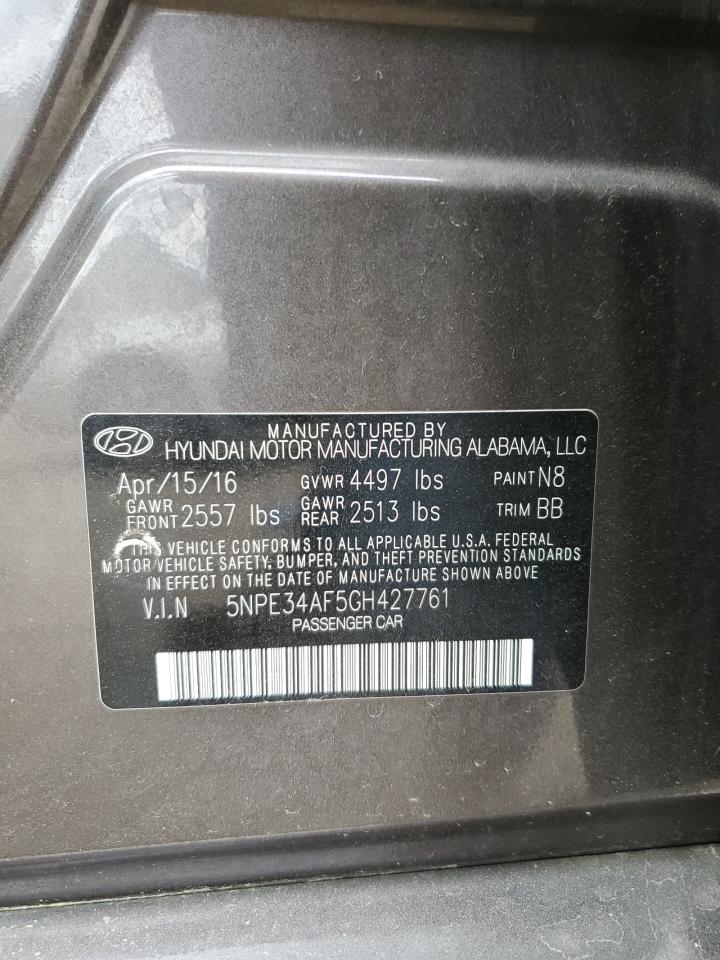 MANUFACTURED BY
HYUNDAI MOTOR MANUFACTURING ALABAMA, LLC
Apr/15/16 GVWR 4497 lbs PAINT N8
GAWR FRONT 2557 lbs GAWR REAR 2513 lbs TRIM BB
THIS VEHICLE CONFORMS TO ALL APPLICABLE U.S.A. FEDERAL
MOTOR VEHICLE SAFETY, BUMPER, AND THEFT PREVENTION STANDARDS
IN EFFECT ON THE DATE OF MANUFACTURE SHOWN ABOVE
V.I.N 5NPE34AF5GH427761
PASSENGER CAR